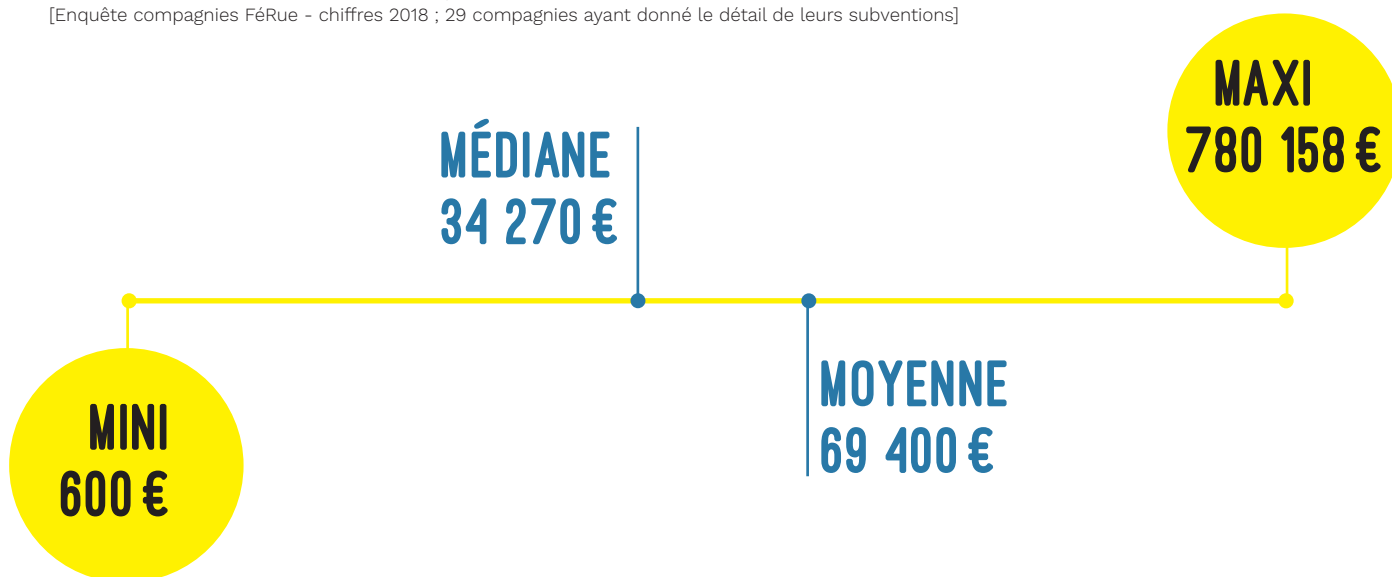 [Enquête compagnies FéRue - chiffres 2018 ; 29 compagnies ayant donné le détail de leurs subventions]
MAXI
780 158 €
MÉDIANE
34 270 €
MOYENNE
69 400 €
MINI
600 €